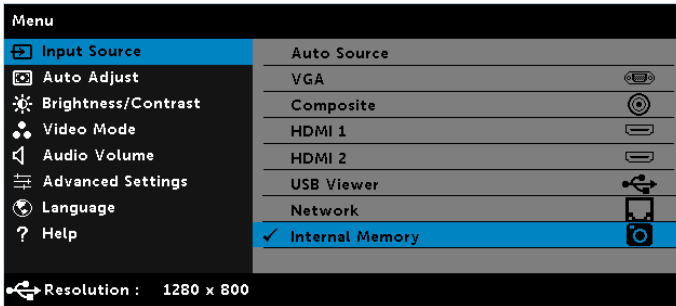 Menu
Input Source
Auto Adjust
Brightness/Contrast
Video Mode
Audio Volume
Advanced Settings
Language
? Help
Auto Source
VGA
Composite
HDMI 1
HDMI 2
USB Viewer
Network
✓ Internal Memory
Resolution : 1280 x 800